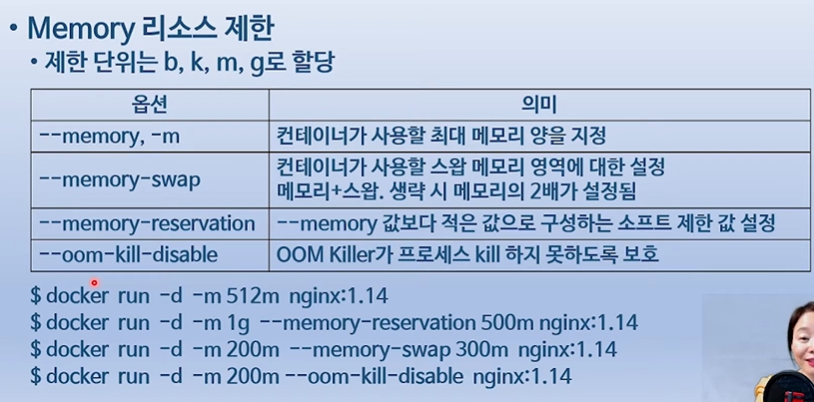 • Memory 리소스 제한
• 제한 단위는 b, k, m, g로 할당
옵션 의미
--memory, -m 컨테이너가 사용할 최대 메모리 양을 지정
--memory-swap 컨테이너가 사용할 스왑 메모리 영역에 대한 설정
메모리+스왑. 생략 시 메모리의 2배가 설정됨
--memory-reservation --memory 값보다 적은 값으로 구성하는 소프트 제한 값 설정
--oom-kill-disable OOM Killer가 프로세스 kill 하지 못하도록 보호
$ docker run -d -m 512m nginx:1.14
$ docker run -d -m 1g --memory-reservation 500m nginx:1.14
$ docker run -d -m 200m --memory-swap 300m nginx:1.14
$ docker run -d -m 200m --oom-kill-disable nginx:1.14